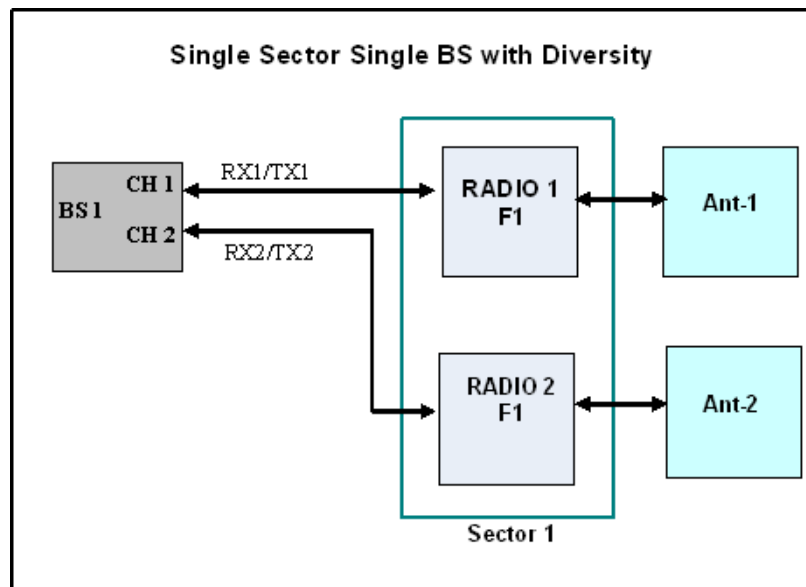 Single Sector Single BS with Diversity
CH 1
BS1
CH 2
RX1/TX1
RX2/TX2
RADIO 1
F1
Ant-1
RADIO 2
F1
Ant-2
Sector 1